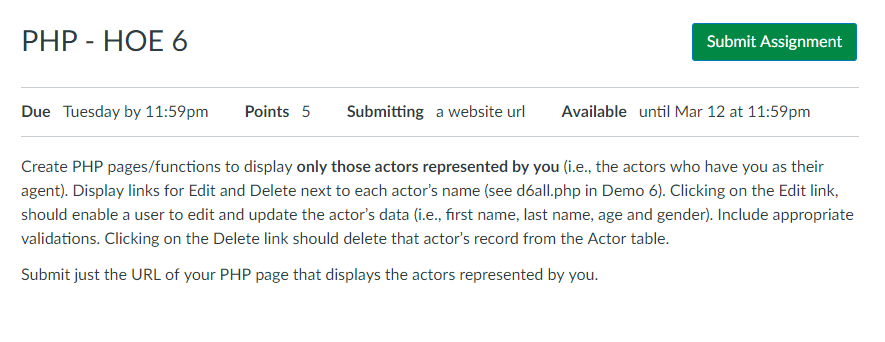 PHP - HOE 6
Submit Assignment
Due Tuesday by 11:59pm Points 5 Submitting a website url Available until Mar 12 at 11:59pm
Create PHP pages/functions to display only those actors represented by you (i.e., the actors who have you as their
agent). Display links for Edit and Delete next to each actor's name (see d6all.php in Demo 6). Clicking on the Edit link,
should enable a user to edit and update the actor's data (i.e., first name, last name, age and gender). Include appropriate
validations. Clicking on the Delete link should delete that actor's record from the Actor table.
Submit just the URL of your PHP page that displays the actors represented by you.